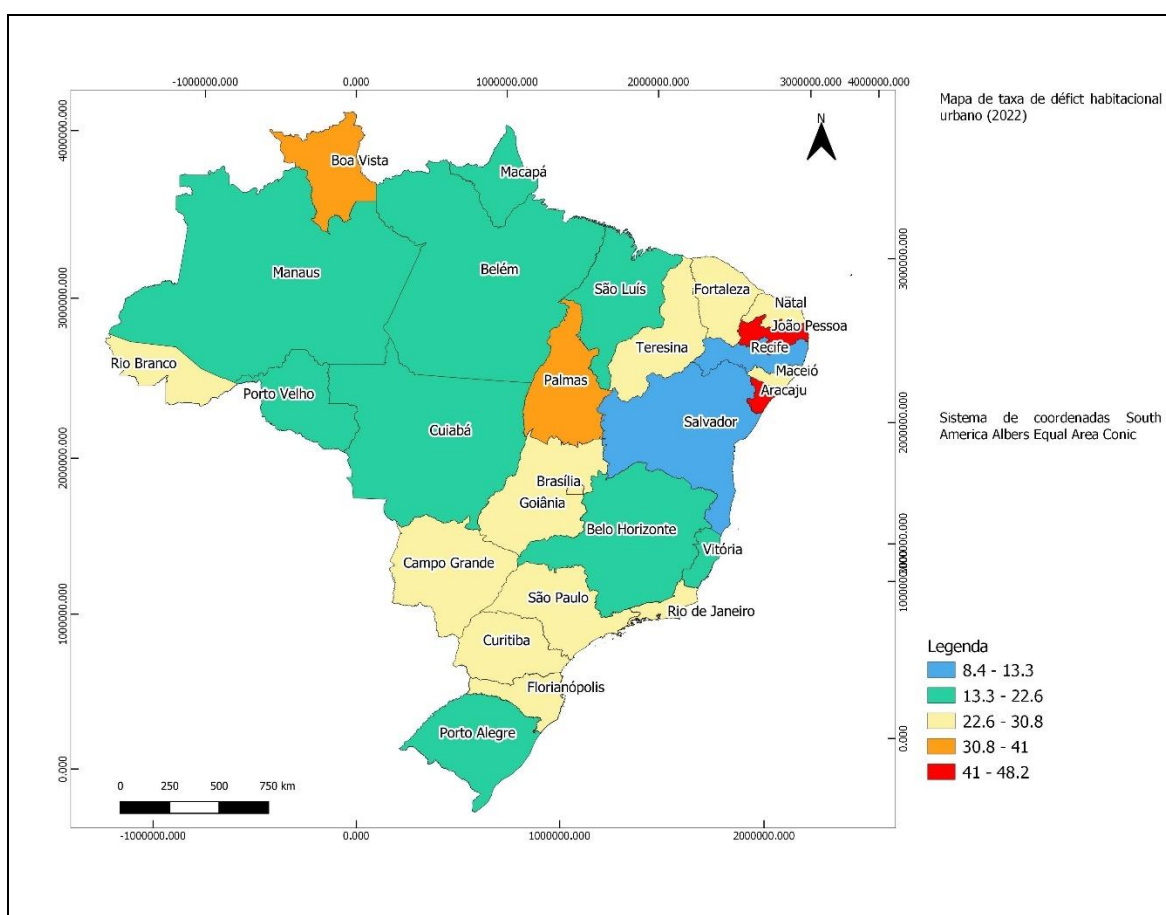 -1000000.000
0.000
1000000.000
2000000.000
3000000.000
4000000.000
4000000.000
3000000.000
2000000.000
1000000.000
0.000
N
Mapa de taxa de défict habitacional
urbano (2022)
Boa Vista
Macapá
Manaus
Belém
São Luís
Fortaleza
Natal
João Pessoa
Teresina
Recife
Rio Branco
Maceió
Palmas
Aracaju
Porto Velho
Salvador
Cuiabá
Brasília
Goiânia
Belo Horizonte
Vitória
Campo Grande
São Paulo
Rio de Janeiro
Curitiba
Florianópolis
Porto Alegre
3000000.000
2000000.000
0.000
Sistema de coordenadas South
America Albers Equal Area Conic
Legenda
8.4 - 13.3
13.3 - 22.6
22.6 - 30.8
30.8 - 41
41 - 48.2
0 250 500 750 km
-1000000.000
0.000
1000000.000
2000000.000